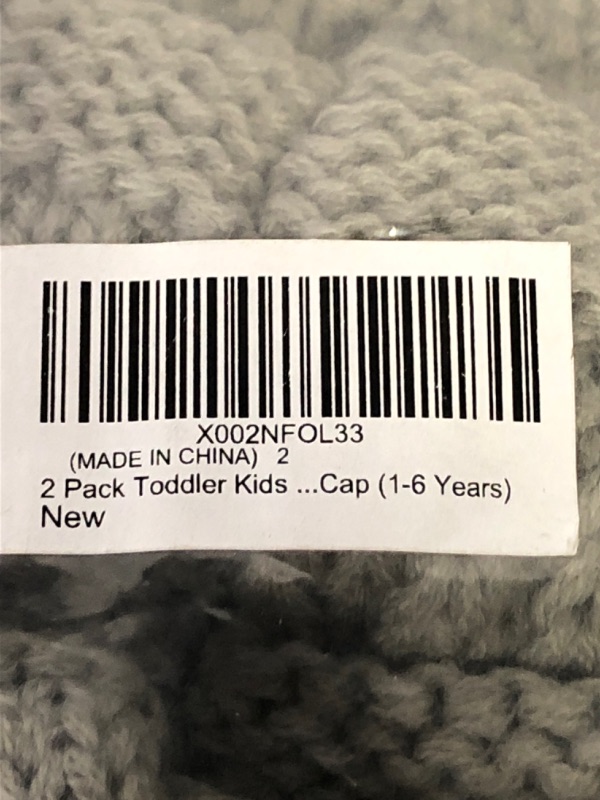 X002NFOL33
(MADE IN CHINA) 2
2 Pack Toddler Kids ...Cap (1-6 Years)
New